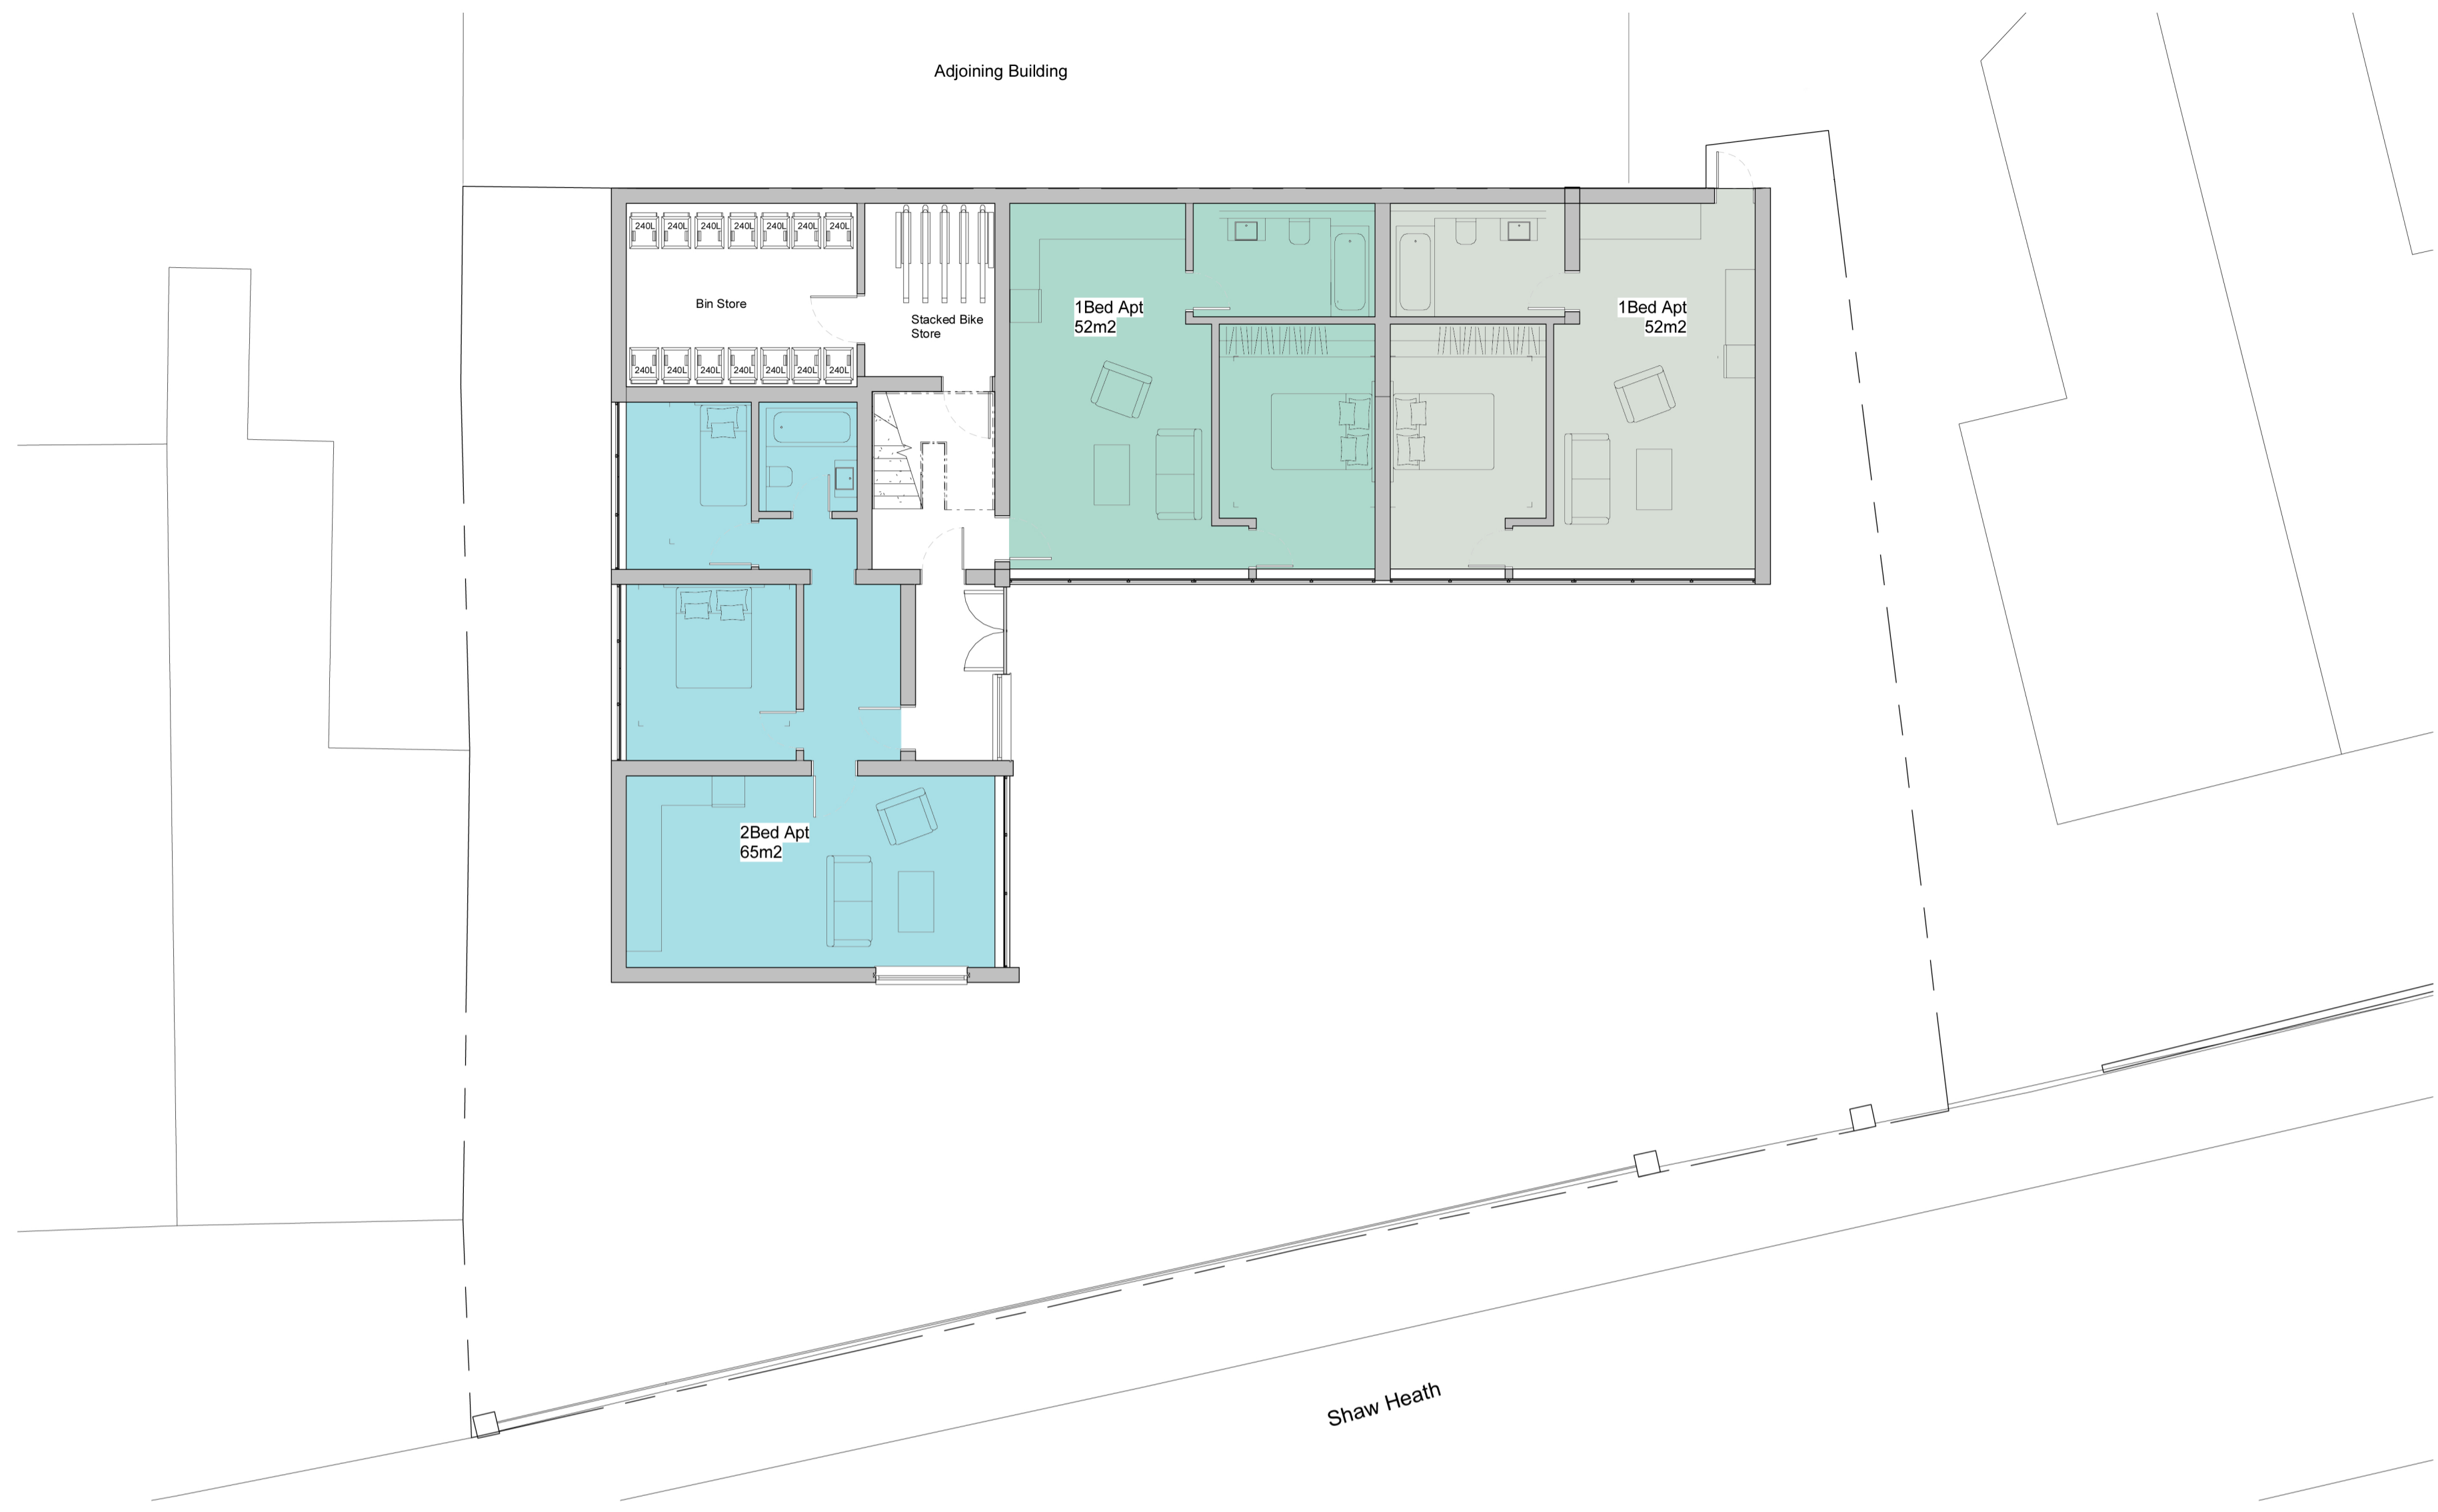 Adjoining Building
240L 240L 240L 240L 240L 240L 240L
Bin Store
Stacked Bike
Store
1Bed Apt
52m2
1Bed Apt
52m2
240L 240L 240L 240L 240L 240L 240L
2Bed Apt
65m2
Shaw Heath